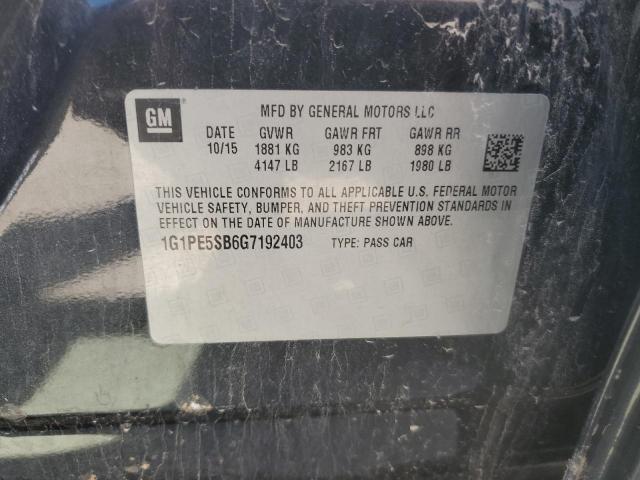 GM
MFD BY GENERAL MOTORS LLC
DATE GVWR GAWR FRT GAWR RR
10/15 1881 KG 983 KG 898 KG
4147 LB 2167 LB 1980 LB
THIS VEHICLE CONFORMS TO ALL APPLICABLE U.S. FEDERAL MOTOR
VEHICLE SAFETY, BUMPER, AND THEFT PREVENTION STANDARDS IN
EFFECT ON THE DATE OF MANUFACTURE SHOWN ABOVE.
1G1PE5SB6G7192403 TYPE: PASS CAR